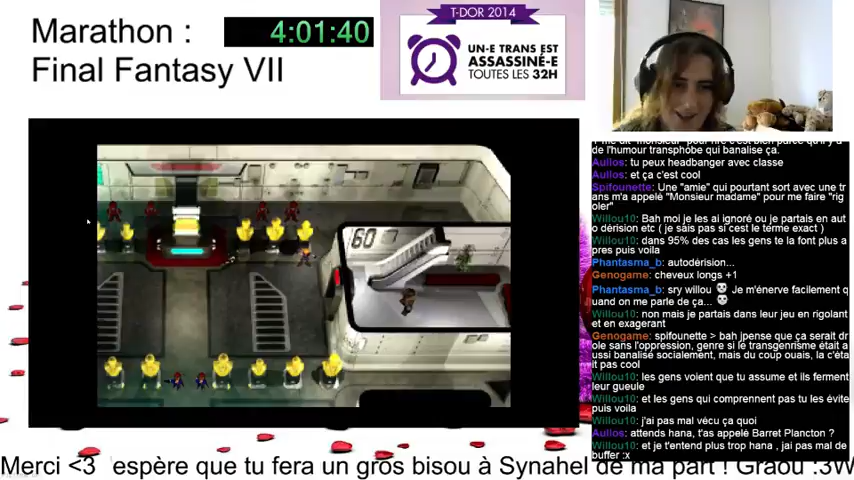 Marathon :
4:01:40
Final Fantasy VII
T-DOR 2014
UN-E TRANS EST
ASSASSINÉ-E
TOUTES LES 32H
60
de l'humour transphobe qui banalise ça.
Aulios: tu peux headbanger avec classe
Aulios: et ça c'est cool
Spifounette: Une "amie" qui pourtant sort avec une tr
ans m'a appelé "Monsieur madame" pour me faire "rig
oler"
Willou10: Bah moi je les ai ignoré ou je partais en aut
o dérision etc ( je sais pas si cest le terme exact )
Willou10: dans 95% des cas les gens te la font plus a
pres puis voila
Phantasma_b: autodérision...
Genogame: cheveux longs +1
Phantasma_b: sry willou 💀 Je m'énerve facilement q
uand on me parle de ça... 💀
Willou10: non mais je partais dans leur jeu en rigolant
et en exagerant
Genogame: spifounette > bah jpense que ça serait dr
ole sans l'oppression, genre si le transgenrisme était a
ussi banalisé socialement, mais du coup ouais, la c'éta
it pas cool
Willou10: les gens voient que tu assume et ils ferment
leur gueule
Willou10: et les gens qui comprennent pas tu les évite
puis voila
Willou10: j'ai pas mal vécu ça quoi
Aulios: attends hana, t'as appelé Barret Plancton ?
Willou10: et je t'entend plus trop hana , jai pas mal de
buffer :x
Merci <3 espère que tu fera un gros bisou à Synahel de ma part ! Graou :3W